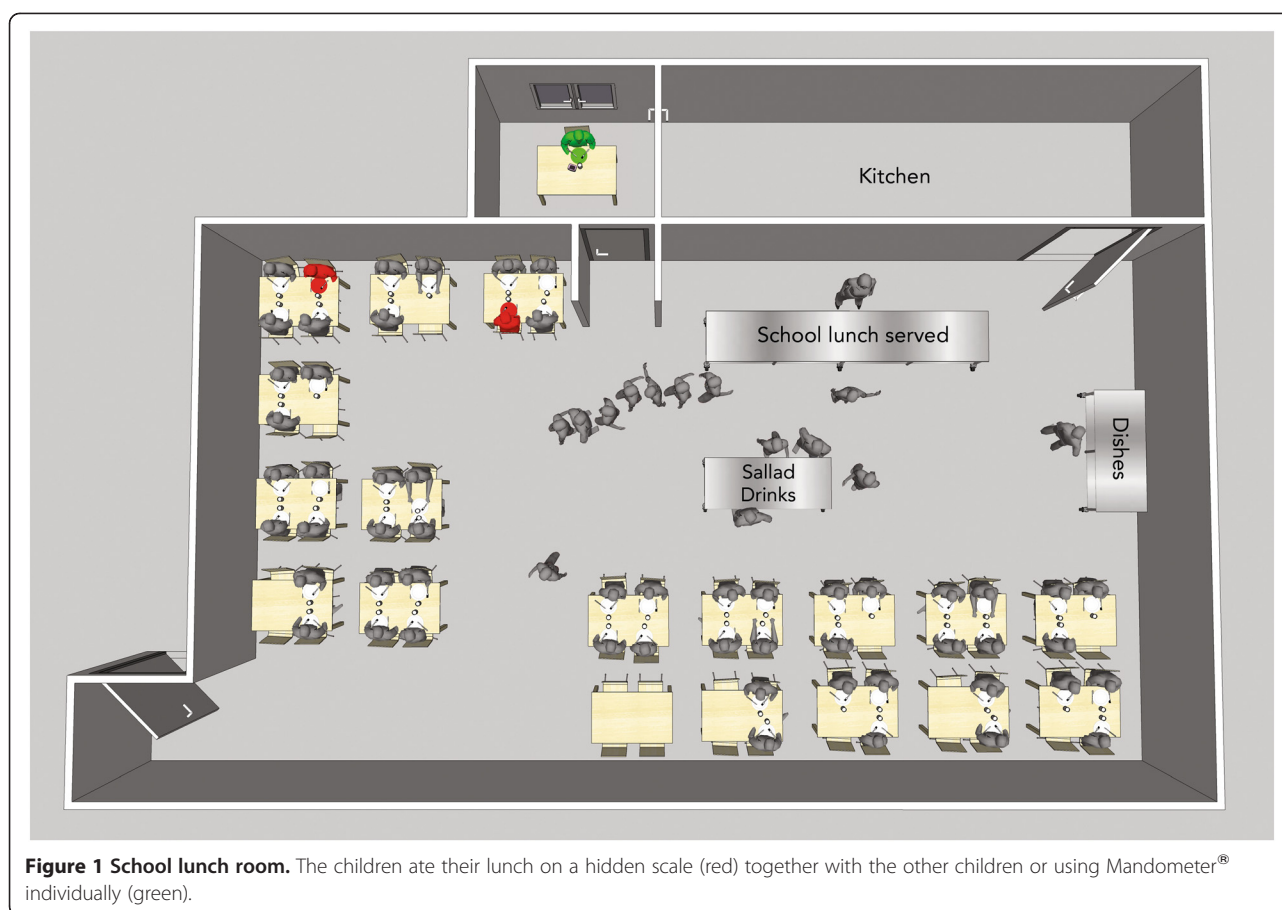 Kitchen
School lunch served
Sallad
Drinks
Dishes
Figure 1 School lunch room. The children ate their lunch on a hidden scale (red) together with the other children or using Mandometer®
individually (green).